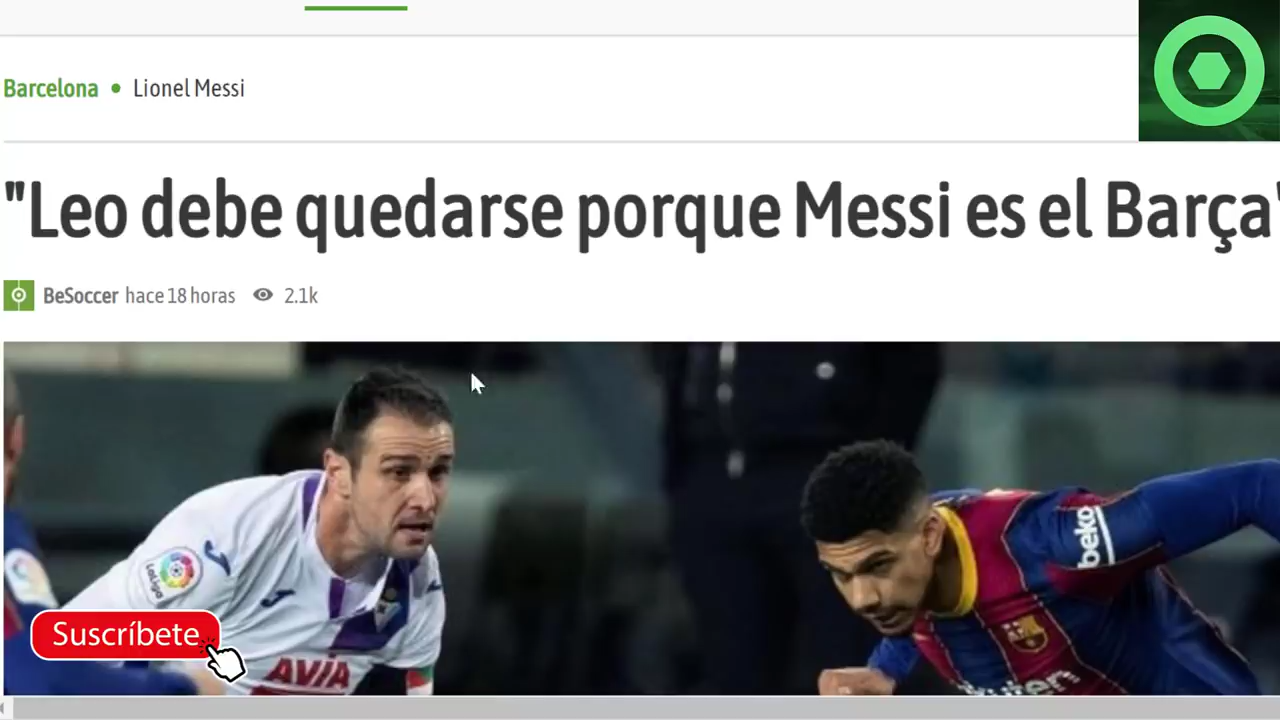 Barcelona • Lionel Messi
"Leo debe quedarse porque Messi es el Barça"
BeSoccer hace 18 horas 2.1k
beko
LaLiga
AVIA
Suscríbete